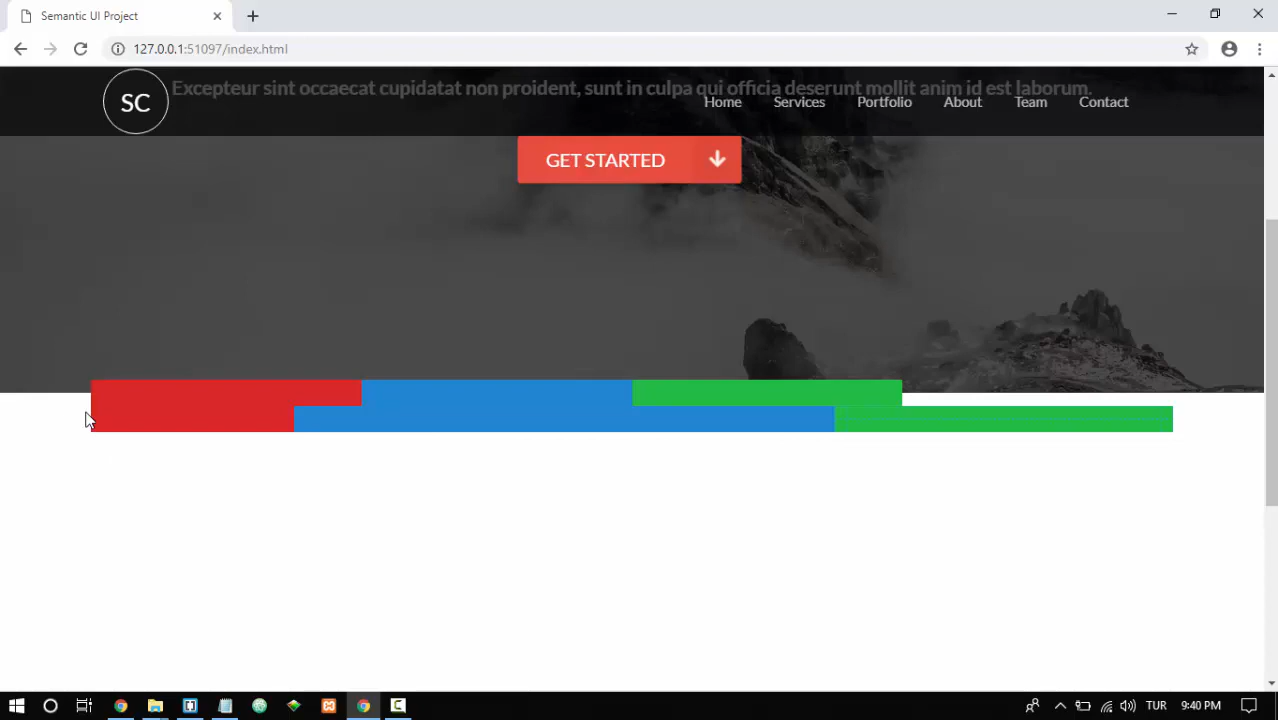 Semantic UI Project
127.0.0.1:51097/index.html
Excepteur sint occaecat cupidatat non proident, sunt in culpa qui officia deserunt mollit anim id est laborum.
SC
Home Services Portfolio About Team Contact
GET STARTED
TUR 9:40 PM